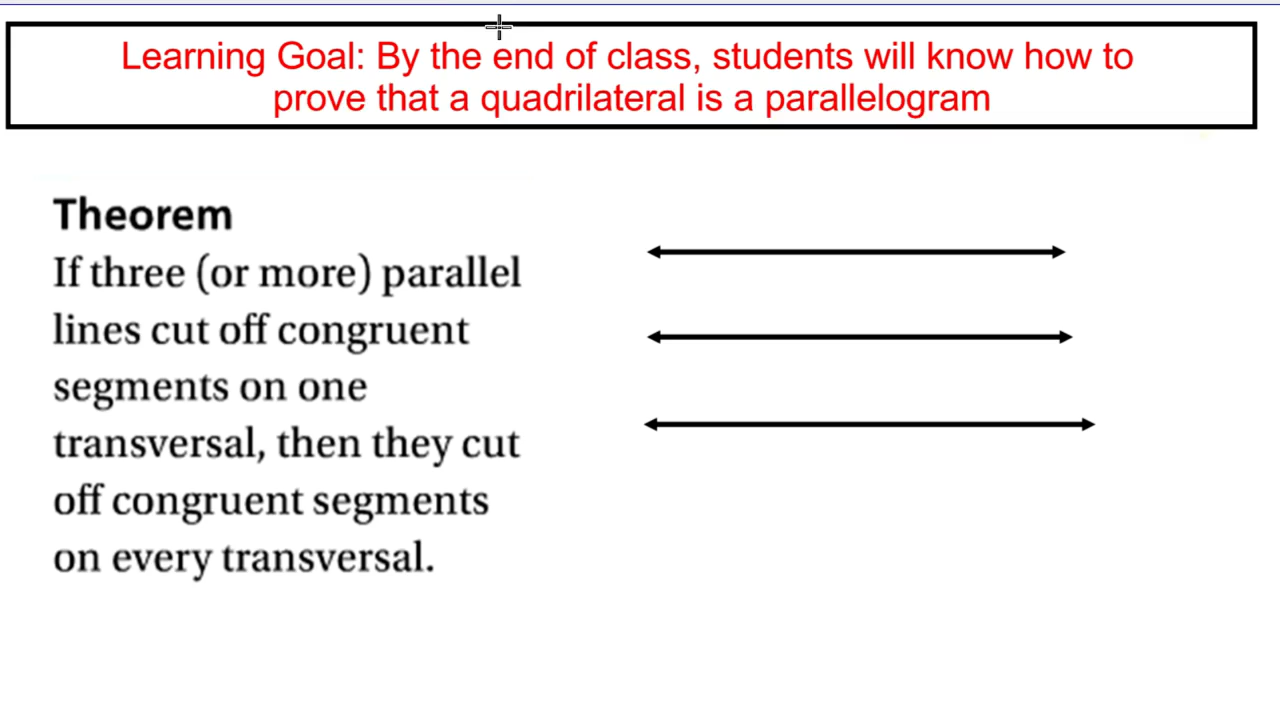 Learning Goal: By the end of class, students will know how to
prove that a quadrilateral is a parallelogram
Theorem
If three (or more) parallel
lines cut off congruent
segments on one
transversal, then they cut
off congruent segments
on every transversal.